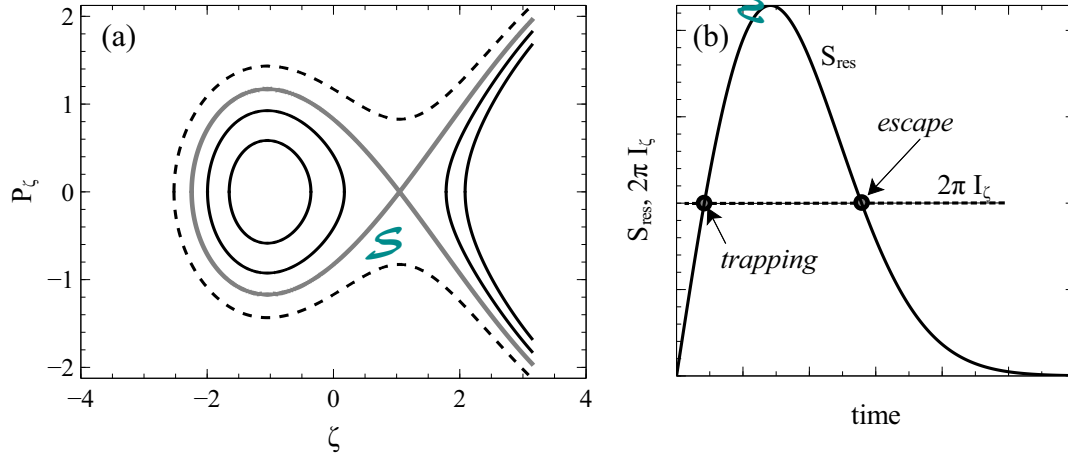 (a)
2
1
0
−1
−2
P_ζ
−4
−2
0
2
4
ζ
S
(b)
S_res
escape
2π I_ζ
trapping
S_res, 2π I_ζ
time